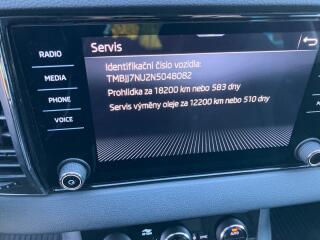 RADIO
MEDIA
PHONE
VOICE
Servis
Identifikační číslo vozidla:
TMBJJ7NU2N5048082
Prohlídka za 18200 km nebo 583 dny
Servis výměny oleje za 12200 km nebo 510 dny